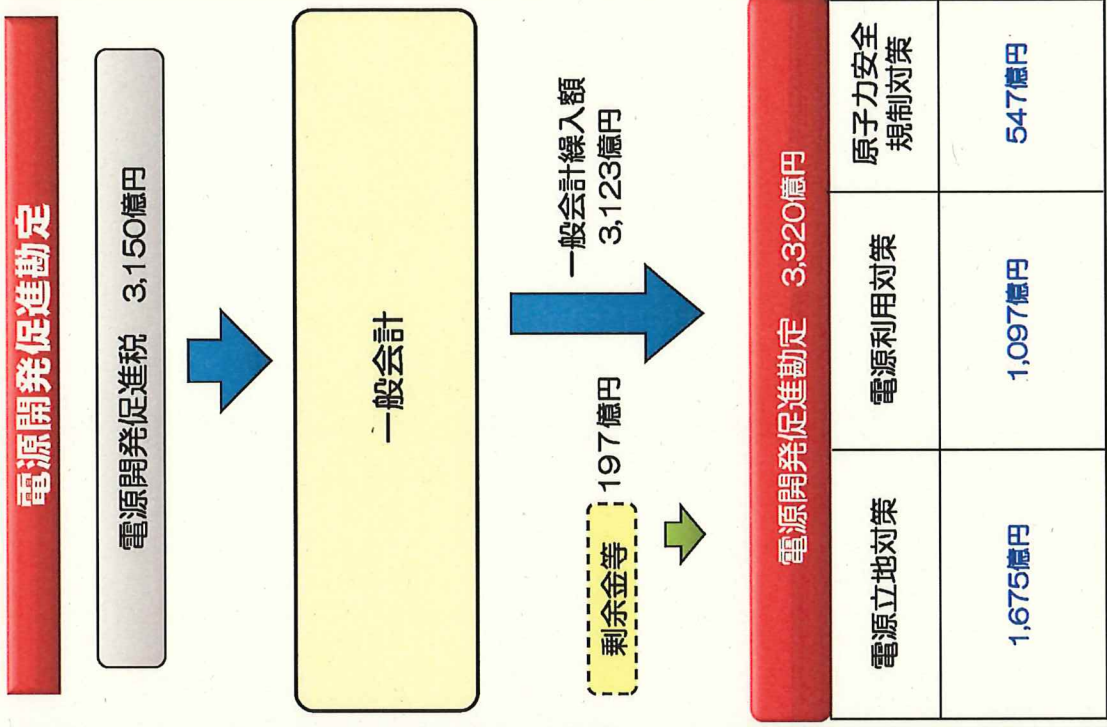 電源開発促進勘定
電源開発促進税 3,150億円
一般会計
一般会計繰入額
3,123億円
剰余金等
197億円
電源開発促進勘定 3,320億円
電源立地対策
電源利用対策
原子力安全
規制対策
1,675億円
1,097億円
547億円